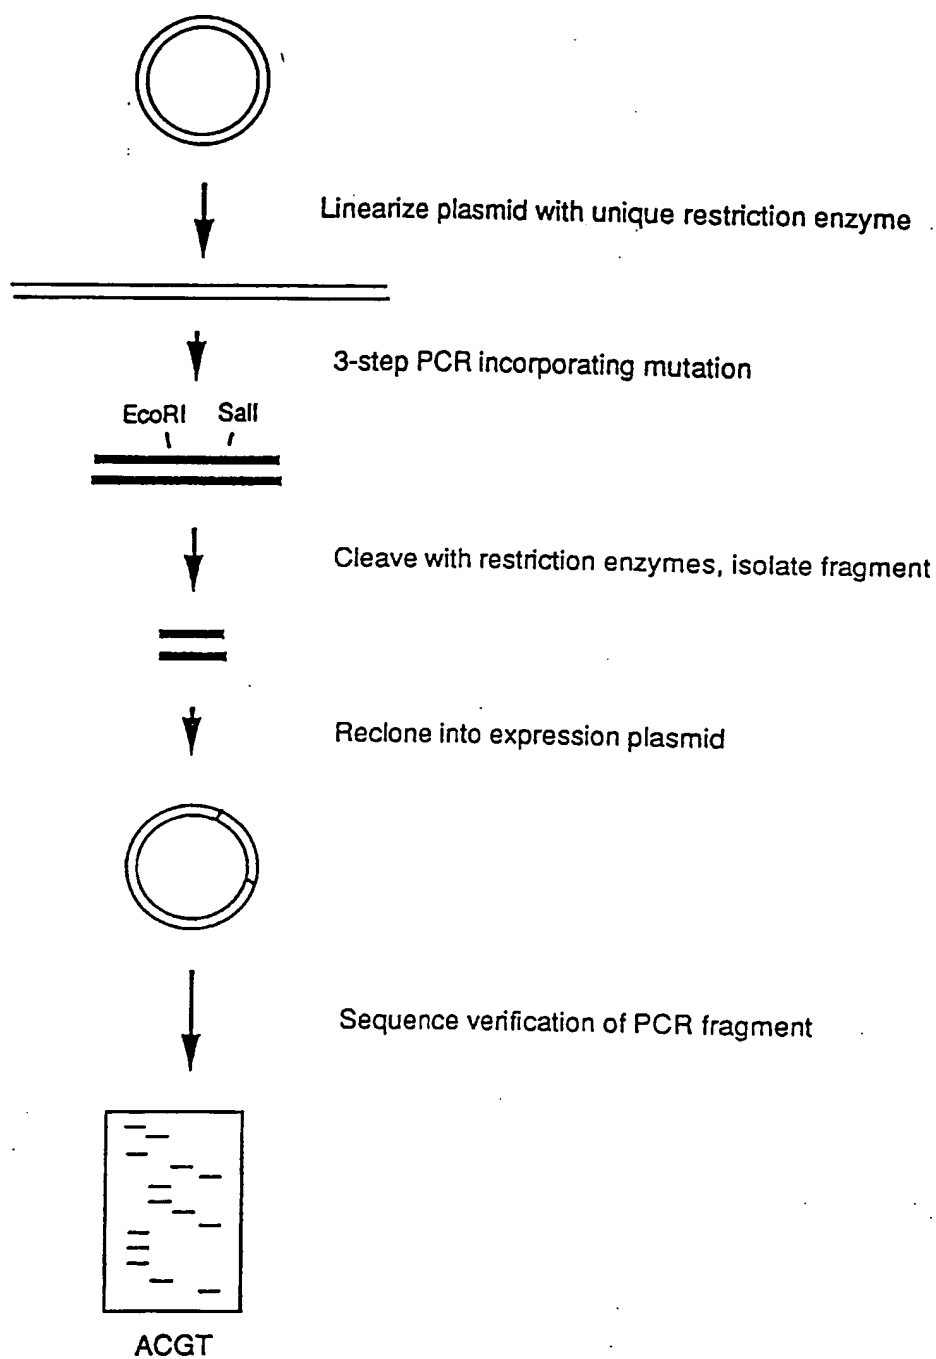 Linearize plasmid with unique restriction enzyme
3-step PCR incorporating mutation
EcoRI SalI
Cleave with restriction enzymes, isolate fragment
Reclone into expression plasmid
Sequence verification of PCR fragment
ACGT